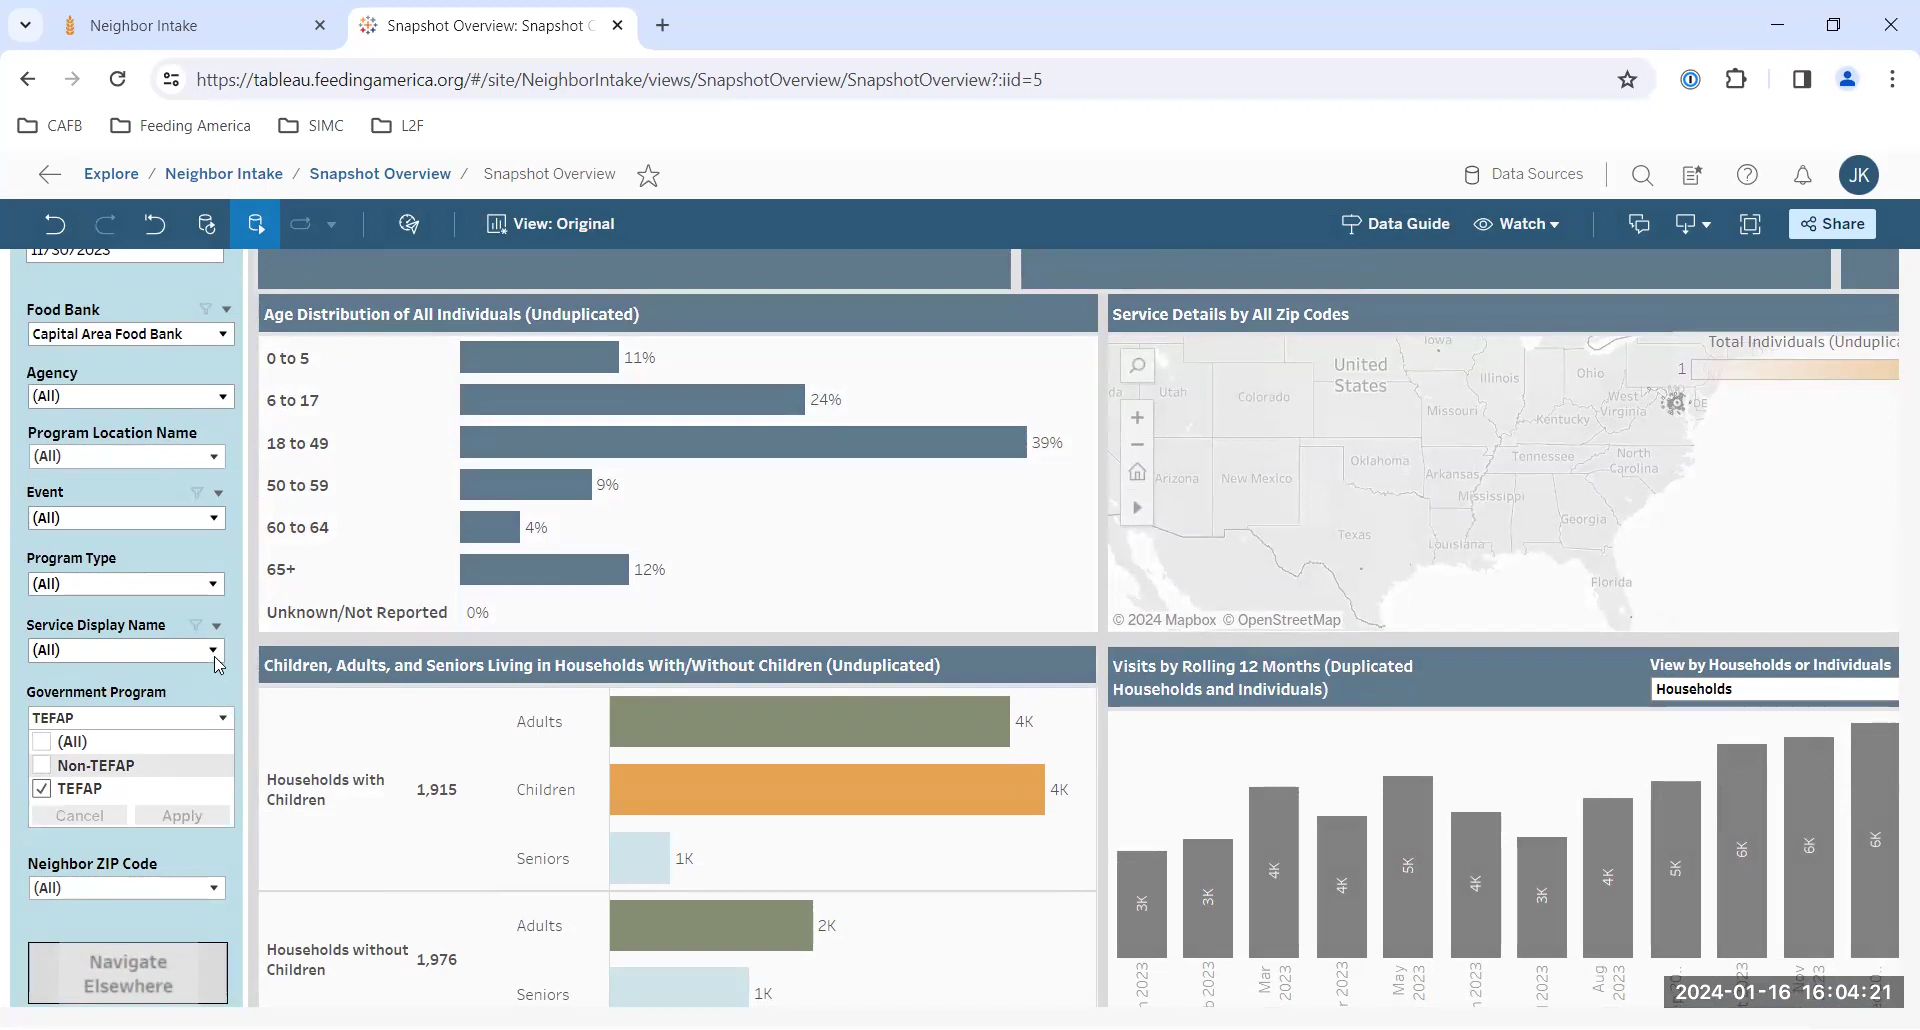 Neighbor Intake
Snapshot Overview: Snapshot
https://tableau.feedingamerica.org/#/site/NeighborIntake/views/SnapshotOverview/SnapshotOverview?:iid=5
CAFB
Feeding America
SIMC
L2F
Explore / Neighbor Intake / Snapshot Overview / Snapshot Overview
Data Sources
JK
View: Original
Data Guide
Watch
Share
11/30/2023
Food Bank
Capital Area Food Bank
Agency
(All)
Program Location Name
(All)
Event
(All)
Program Type
(All)
Service Display Name
(All)
Government Program
TEFAP
(All)
Non-TEFAP
TEFAP
Cancel Apply
Neighbor ZIP Code
(All)
Navigate
Elsewhere
Age Distribution of All Individuals (Unduplicated)
0 to 5 11%
6 to 17 24%
18 to 49 39%
50 to 59 9%
60 to 64 4%
65+ 12%
Unknown/Not Reported 0%
Service Details by All Zip Codes
Total Individuals (Unduplica
1
Iowa
United
States
Utah
Colorado
Illinois
Ohio
West
Virginia
DE
Missouri
Kentucky
Oklahoma
Tennessee
North
Carolina
Arizona
New Mexico
Arkansas
Mississippi
Georgia
Texas
Louisiana
Florida
© 2024 Mapbox © OpenStreetMap
Children, Adults, and Seniors Living in Households With/Without Children (Unduplicated)
Households with
Children
1,915
Adults 4K
Children 4K
Seniors 1K
Households without
Children
1,976
Adults 2K
Seniors 1K
Visits by Rolling 12 Months (Duplicated
Households and Individuals)
View by Households or Individuals
Households
3K
3K
4K
4K
5K
4K
3K
4K
5K
6K
6K
6K
n 2023
b 2023
Mar
2023
r 2023
May
2023
n 2023
l 2023
Aug
2023
2024-01-16 16:04:21